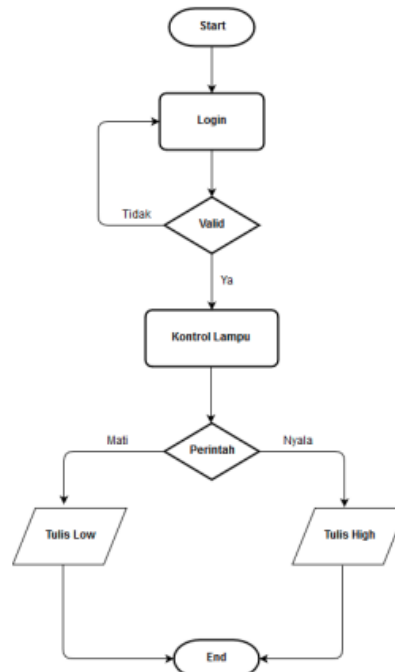 Start
Login
Tidak
Valid
Ya
Kontrol Lampu
Mati
Perintah
Nyala
Tulis Low
Tulis High
End